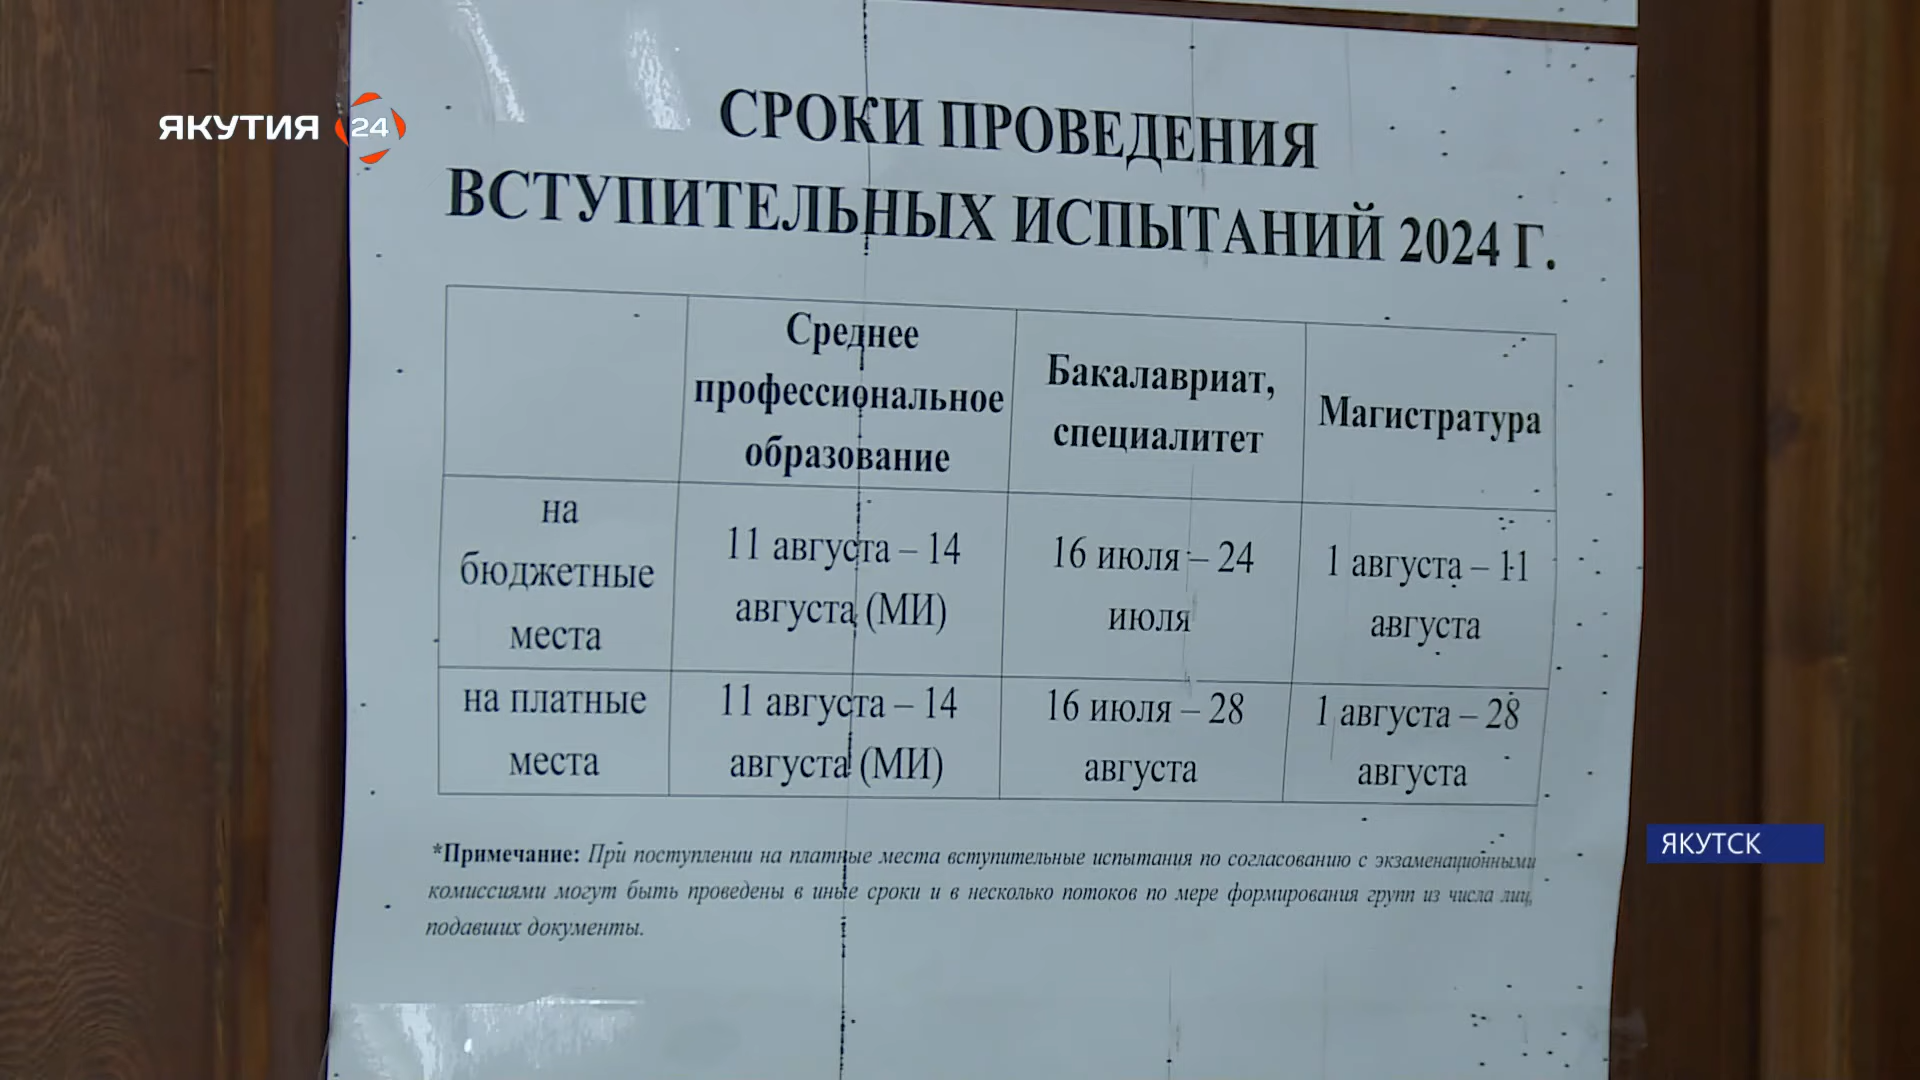 ЯКУТИЯ 24
СРОКИ ПРОВЕДЕНИЯ
ВСТУПИТЕЛЬНЫХ ИСПЫТАНИЙ 2024 Г.
Среднее
профессиональное
образование
Бакалавриат,
специалитет
Магистратура
на
бюджетные
места
11 августа – 14
августа (МИ)
16 июля – 24
июля
1 августа – 11
августа
на платные
места
11 августа – 14
августа (МИ)
16 июля – 28
августа
1 августа – 28
августа
*Примечание: При поступлении на платные места вступительные испытания по согласованию с экзаменационными
комиссиями могут быть проведены в иные сроки и в несколько потоков по мере формирования групп из числа лиц,
подавших документы.
ЯКУТСК